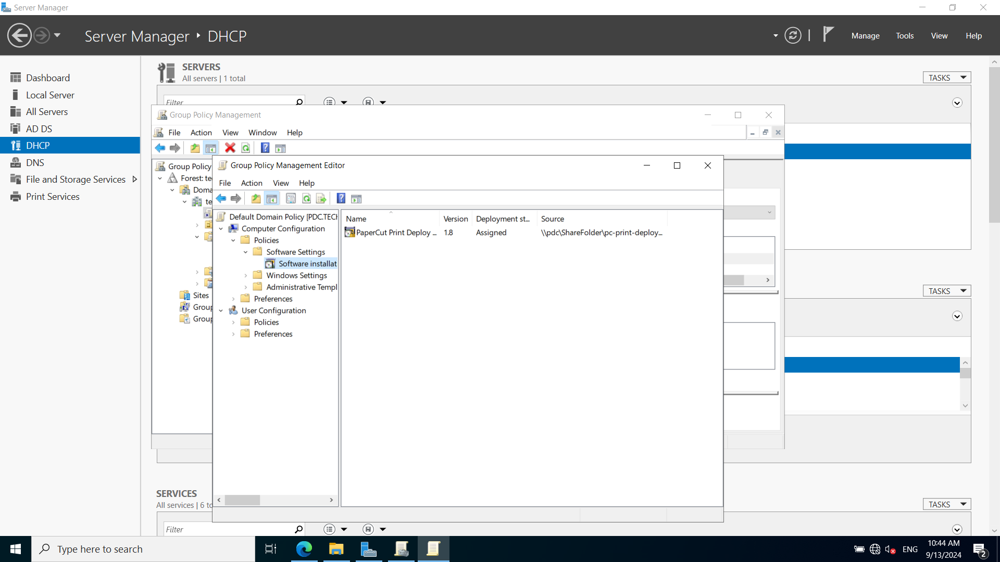 Server Manager
Server Manager ‣ DHCP
Manage
Tools
View
Help
Dashboard
Local Server
All Servers
AD DS
DHCP
DNS
File and Storage Services
Print Services
SERVERS
All servers | 1 total
TASKS
Filter
Group Policy Management
File
Action
View
Window
Help
Group Policy
Forest: te
Doma
te
Sites
Group
Group
Group Policy Management Editor
File
Action
View
Help
Default Domain Policy [PDC.TECH
Computer Configuration
Policies
Software Settings
Software installat
Windows Settings
Administrative Templ
Preferences
User Configuration
Policies
Preferences
Name
Version
Deployment st...
Source
PaperCut Print Deploy ...
1.8
Assigned
\\pdc\ShareFolder\pc-print-deploy...
TASKS
SERVICES
All services | 6 to
TASKS
Filter
Type here to search
ENG
10:44 AM
9/13/2024
2